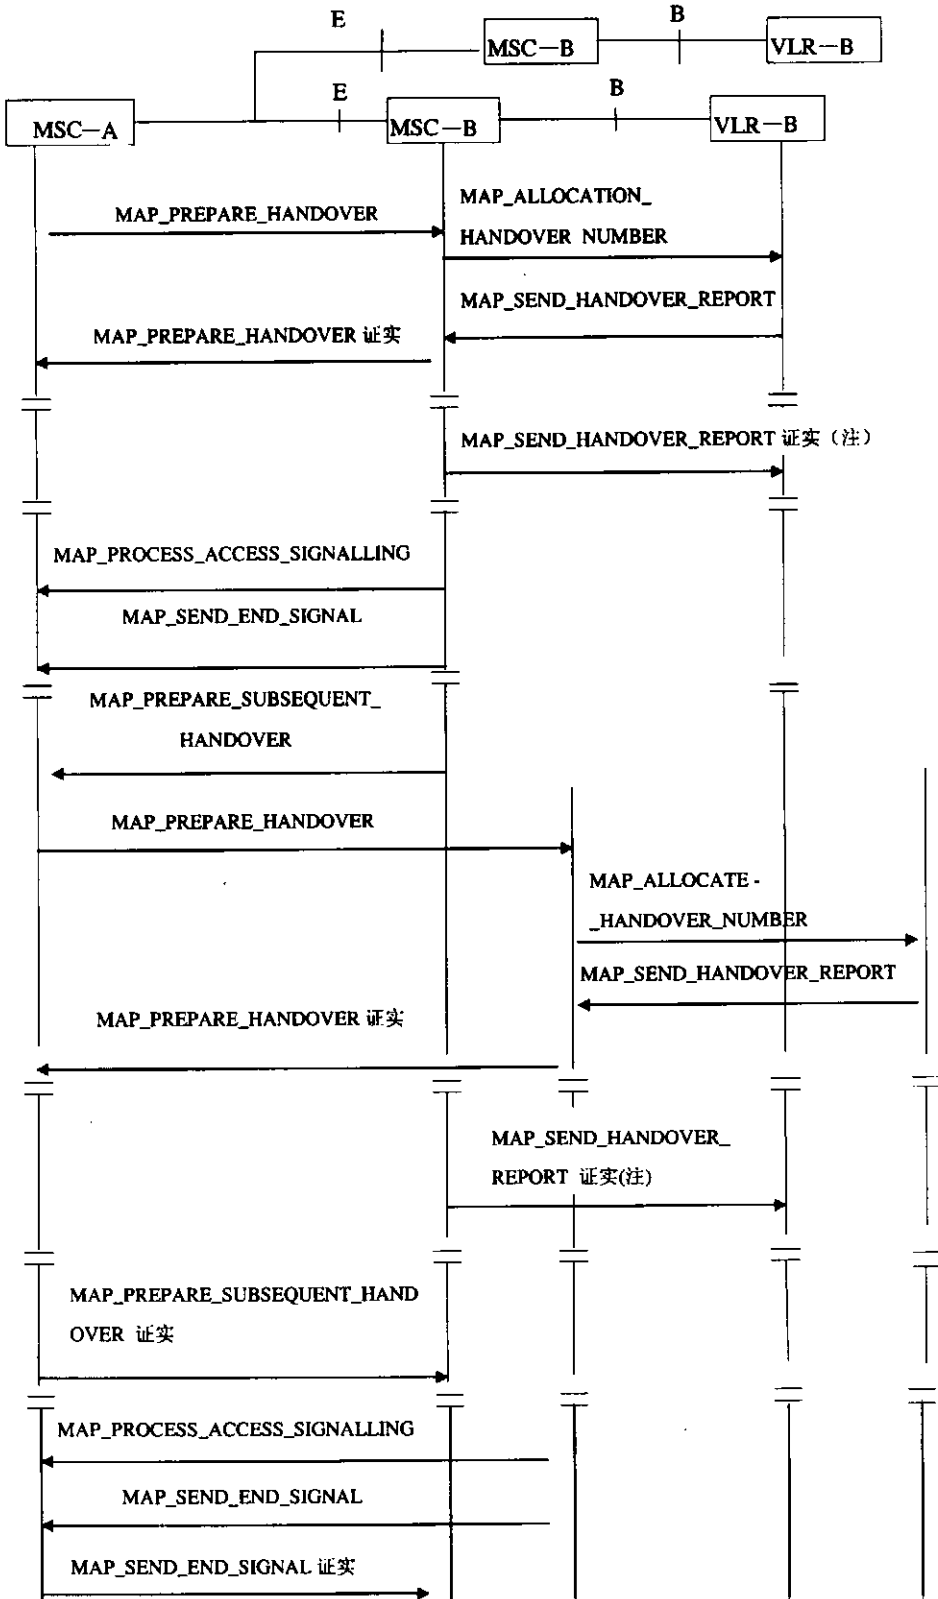 E
B
MSC－B
VLR－B
E
B
MSC－A
MSC－B
VLR－B
MAP_PREPARE_HANDOVER
MAP_ALLOCATION_
HANDOVER NUMBER
MAP_SEND_HANDOVER_REPORT
MAP_PREPARE_HANDOVER 证实
MAP_SEND_HANDOVER_REPORT 证实（注）
MAP_PROCESS_ACCESS_SIGNALLING
MAP_SEND_END_SIGNAL
MAP_PREPARE_SUBSEQUENT_
HANDOVER
MAP_PREPARE_HANDOVER
MAP_ALLOCATE -
_HANDOVER_NUMBER
MAP_SEND_HANDOVER_REPORT
MAP_PREPARE_HANDOVER 证实
MAP_SEND_HANDOVER_
REPORT 证实(注)
MAP_PREPARE_SUBSEQUENT_HAND
OVER 证实
MAP_PROCESS_ACCESS_SIGNALLING
MAP_SEND_END_SIGNAL
MAP_SEND_END_SIGNAL 证实